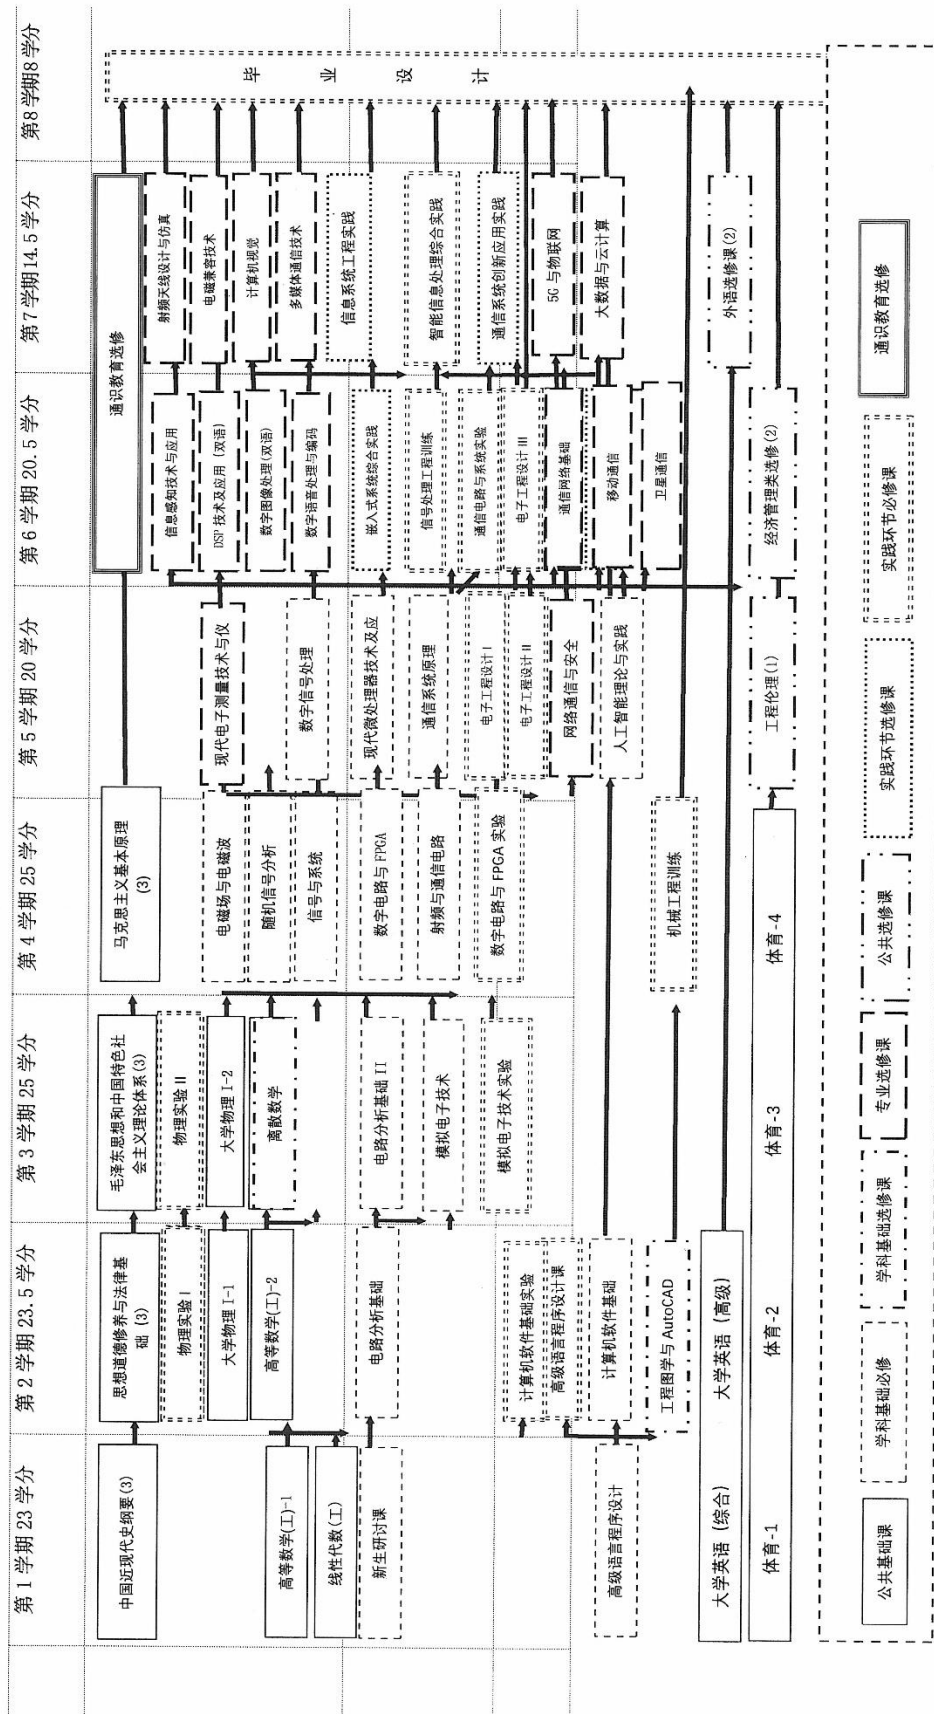 第1学期23学分
第2学期23.5学分
第3学期25学分
第4学期25学分
第5学期20学分
第6学期20.5学分
第7学期14.5学分
第8学期8学分
中国近现代史纲要(3)
高等数学(工)-1
线性代数(工)
新生研讨课
高级语言程序设计
大学英语(综合)
体育-1
思想道德修养与法律基
础(3)
物理实验I
大学物理I-1
高等数学(工)-2
电路分析基础
计算机软件基础实验
高级语言程序设计课
计算机软件基础
工程图学与AutoCAD
大学英语(高级)
体育-2
毛泽东思想和中国特色社
会主义理论体系(3)
物理实验II
大学物理I-2
离散数学
电路分析基础II
模拟电子技术
模拟电子技术实验
体育-3
马克思主义基本原理
(3)
电磁场与电磁波
随机信号分析
信号与系统
数字电路与FPGA
射频与通信电路
数字电路与FPGA实验
机械工程训练
体育-4
现代电子测量技术与仪
数字信号处理
现代微处理器技术及应
通信系统原理
电子工程设计I
电子工程设计II
网络通信与安全
人工智能理论与实践
工程伦理(1)
通识教育选修
信息感知技术与应用
DSP技术及应用(双语)
数字图像处理(双语)
数字语音处理与编码
嵌入式系统综合实践
信号处理工程训练
通信电路与系统实验
电子工程设计III
通信网络基础
移动通信
卫星通信
经济管理类选修(2)
射频天线设计与仿真
电磁兼容技术
计算机视觉
多媒体通信技术
信息系统工程实践
智能信息处理综合实践
通信系统创新应用实践
5G与物联网
大数据与云计算
外语选修课(2)
毕业设计
公共基础课
学科基础必修
学科基础选修课
专业选修课
公共选修课
实践环节选修课
实践环节必修课
通识教育选修